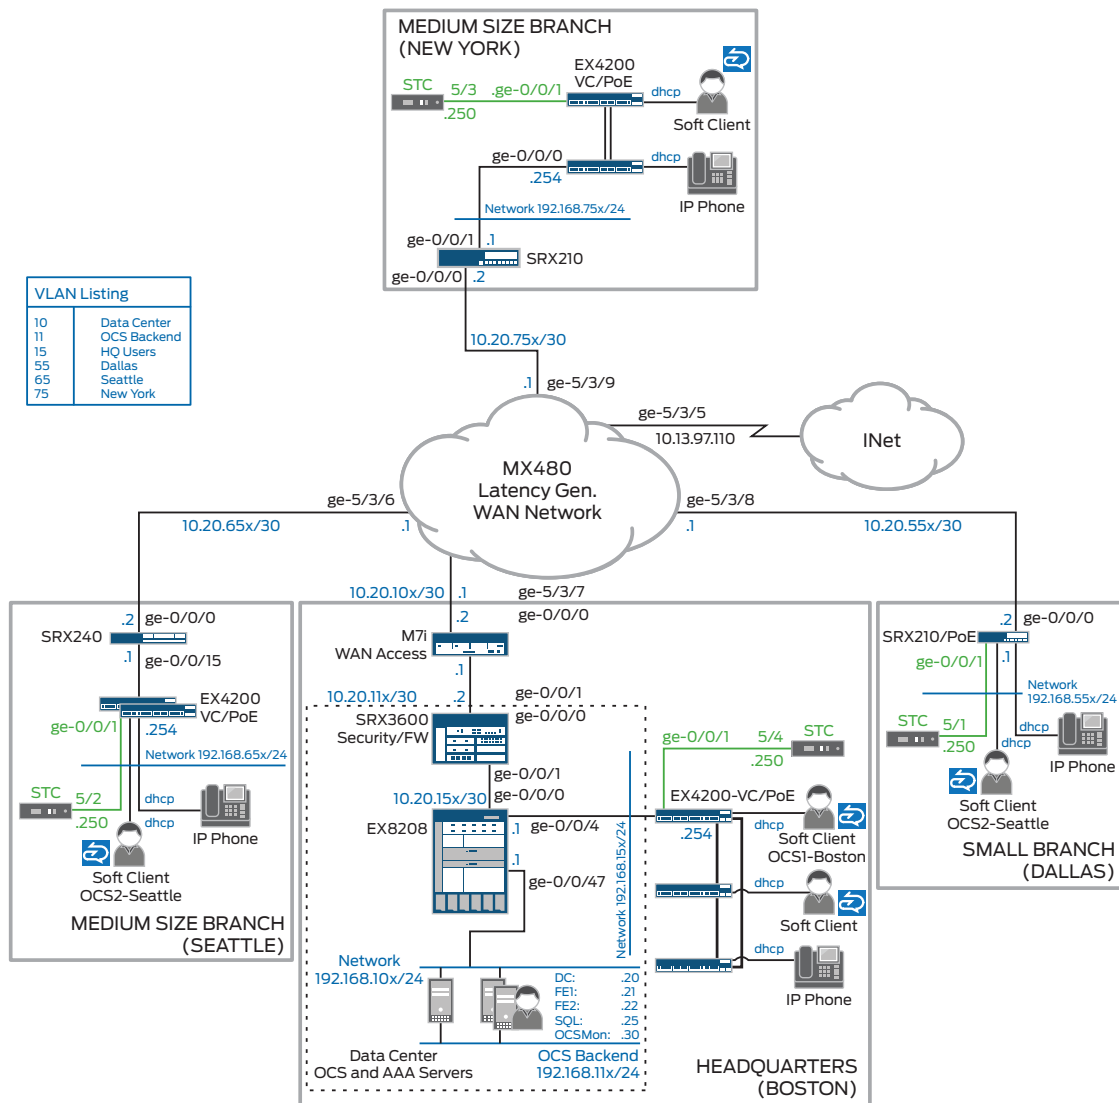 MEDIUM SIZE BRANCH
(NEW YORK)
EX4200
VC/PoE
STC
5/3
.ge-0/0/1
.250
dhcp
Soft Client
ge-0/0/0
.254
dhcp
IP Phone
Network 192.168.75x/24
ge-0/0/1
.1
SRX210
ge-0/0/0
.2
VLAN Listing
10 Data Center
11 OCS Backend
15 HQ Users
55 Dallas
65 Seattle
75 New York
10.20.75x/30
.1
ge-5/3/9
ge-5/3/5
10.13.97.110
INet
MX480
Latency Gen.
WAN Network
ge-5/3/6
10.20.65x/30
.1
ge-5/3/8
.1
10.20.55x/30
10.20.10x/30
.1
ge-5/3/7
.2
ge-0/0/0
SRX240
.1
ge-0/0/15
EX4200
VC/PoE
ge-0/0/1
.254
Network 192.168.65x/24
STC
5/2
.250
dhcp
dhcp
IP Phone
Soft Client
OCS2-Seattle
MEDIUM SIZE BRANCH
(SEATTLE)
.2
ge-0/0/0
M7i
WAN Access
.1
10.20.11x/30
.2
ge-0/0/1
SRX3600
Security/FW
ge-0/0/0
ge-0/0/1
10.20.15x/30
ge-0/0/0
EX8208
.1
ge-0/0/4
.1
ge-0/0/47
Network 192.168.15x/24
ge-0/0/1
5/4
STC
.250
EX4200-VC/PoE
.254
dhcp
Soft Client
OCS1-Boston
dhcp
Soft Client
dhcp
IP Phone
Network
192.168.10x/24
DC: .20
FE1: .21
FE2: .22
SQL: .25
OCSMon: .30
Data Center
OCS and AAA Servers
OCS Backend
192.168.11x/24
HEADQUARTERS
(BOSTON)
.2
ge-0/0/0
SRX210/PoE
ge-0/0/1
.1
Network
192.168.55x/24
STC
5/1
.250
dhcp
dhcp
IP Phone
Soft Client
OCS2-Seattle
SMALL BRANCH
(DALLAS)